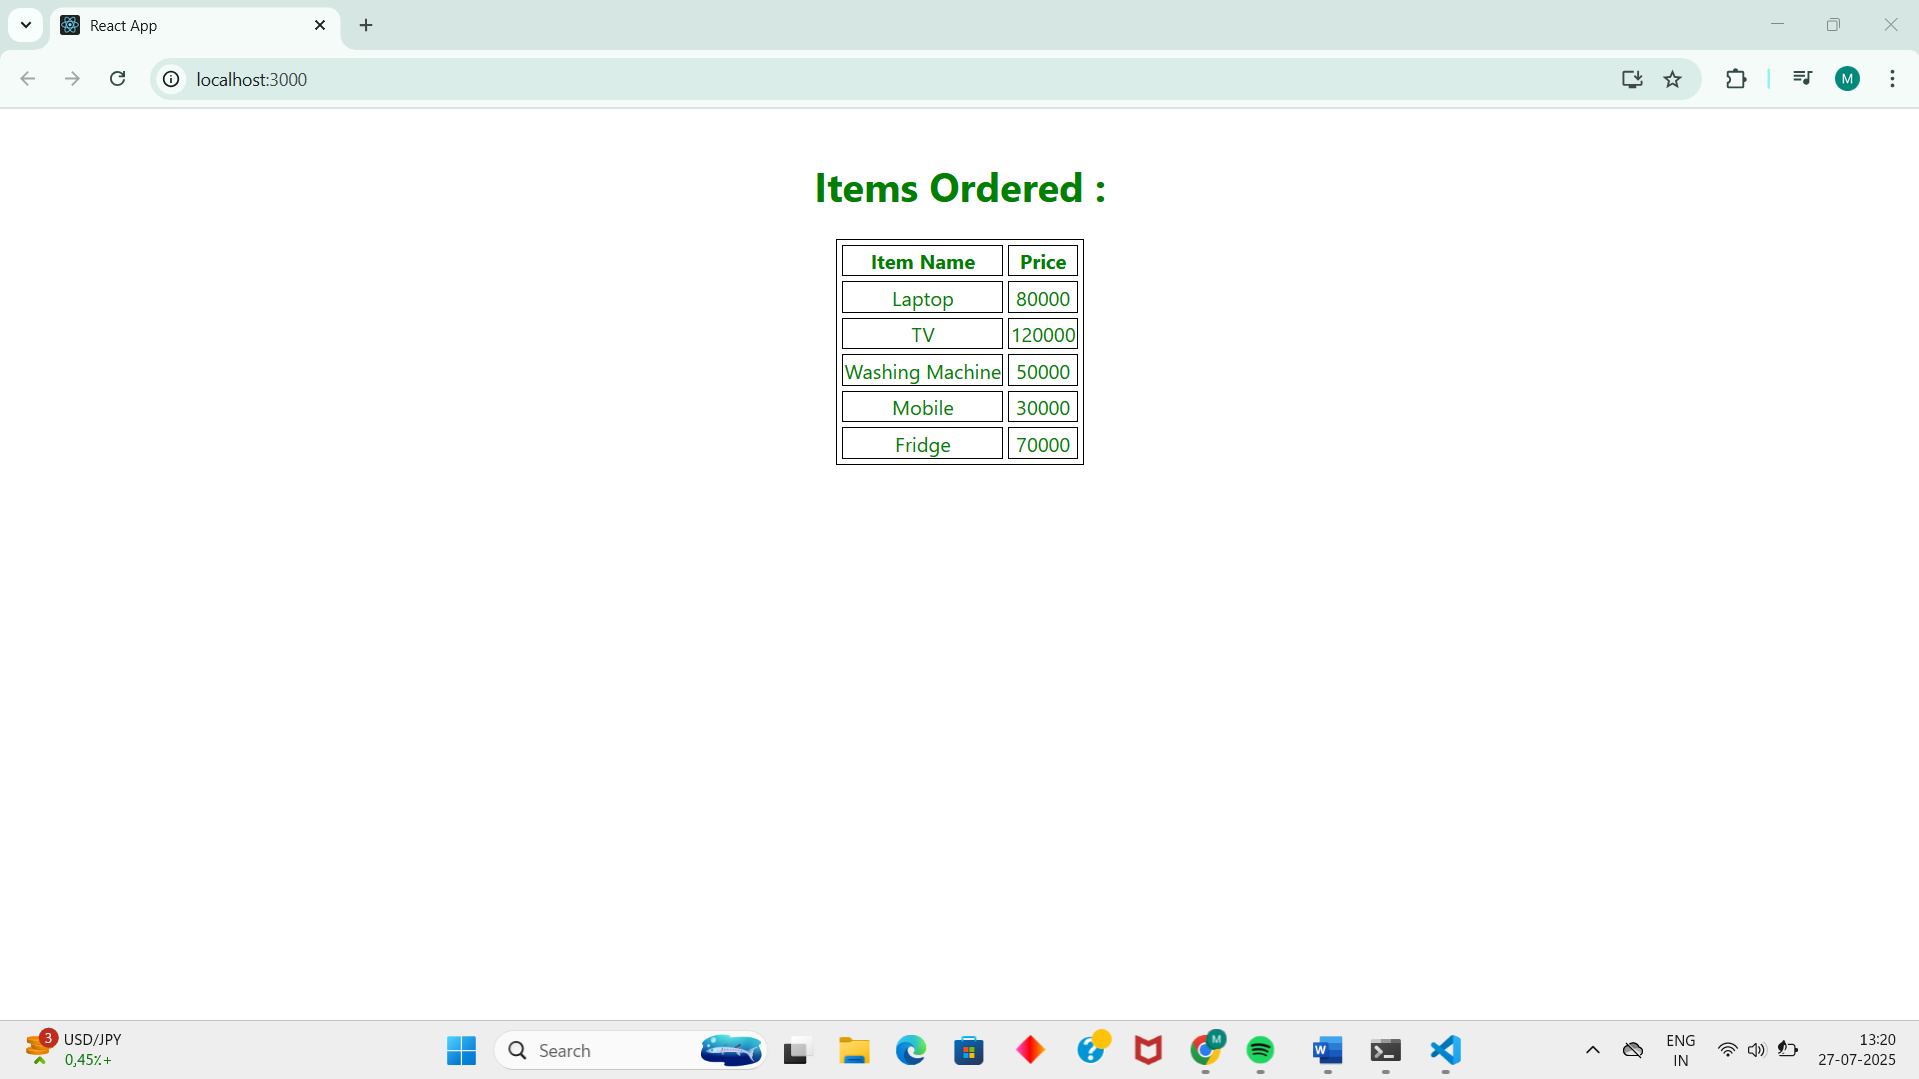 React App
localhost:3000
M
Items Ordered :
Item Name Price
Laptop 80000
TV 120000
Washing Machine 50000
Mobile 30000
Fridge 70000
3 USD/JPY
0,45%+
Search
M
ENG
IN
13:20
27-07-2025